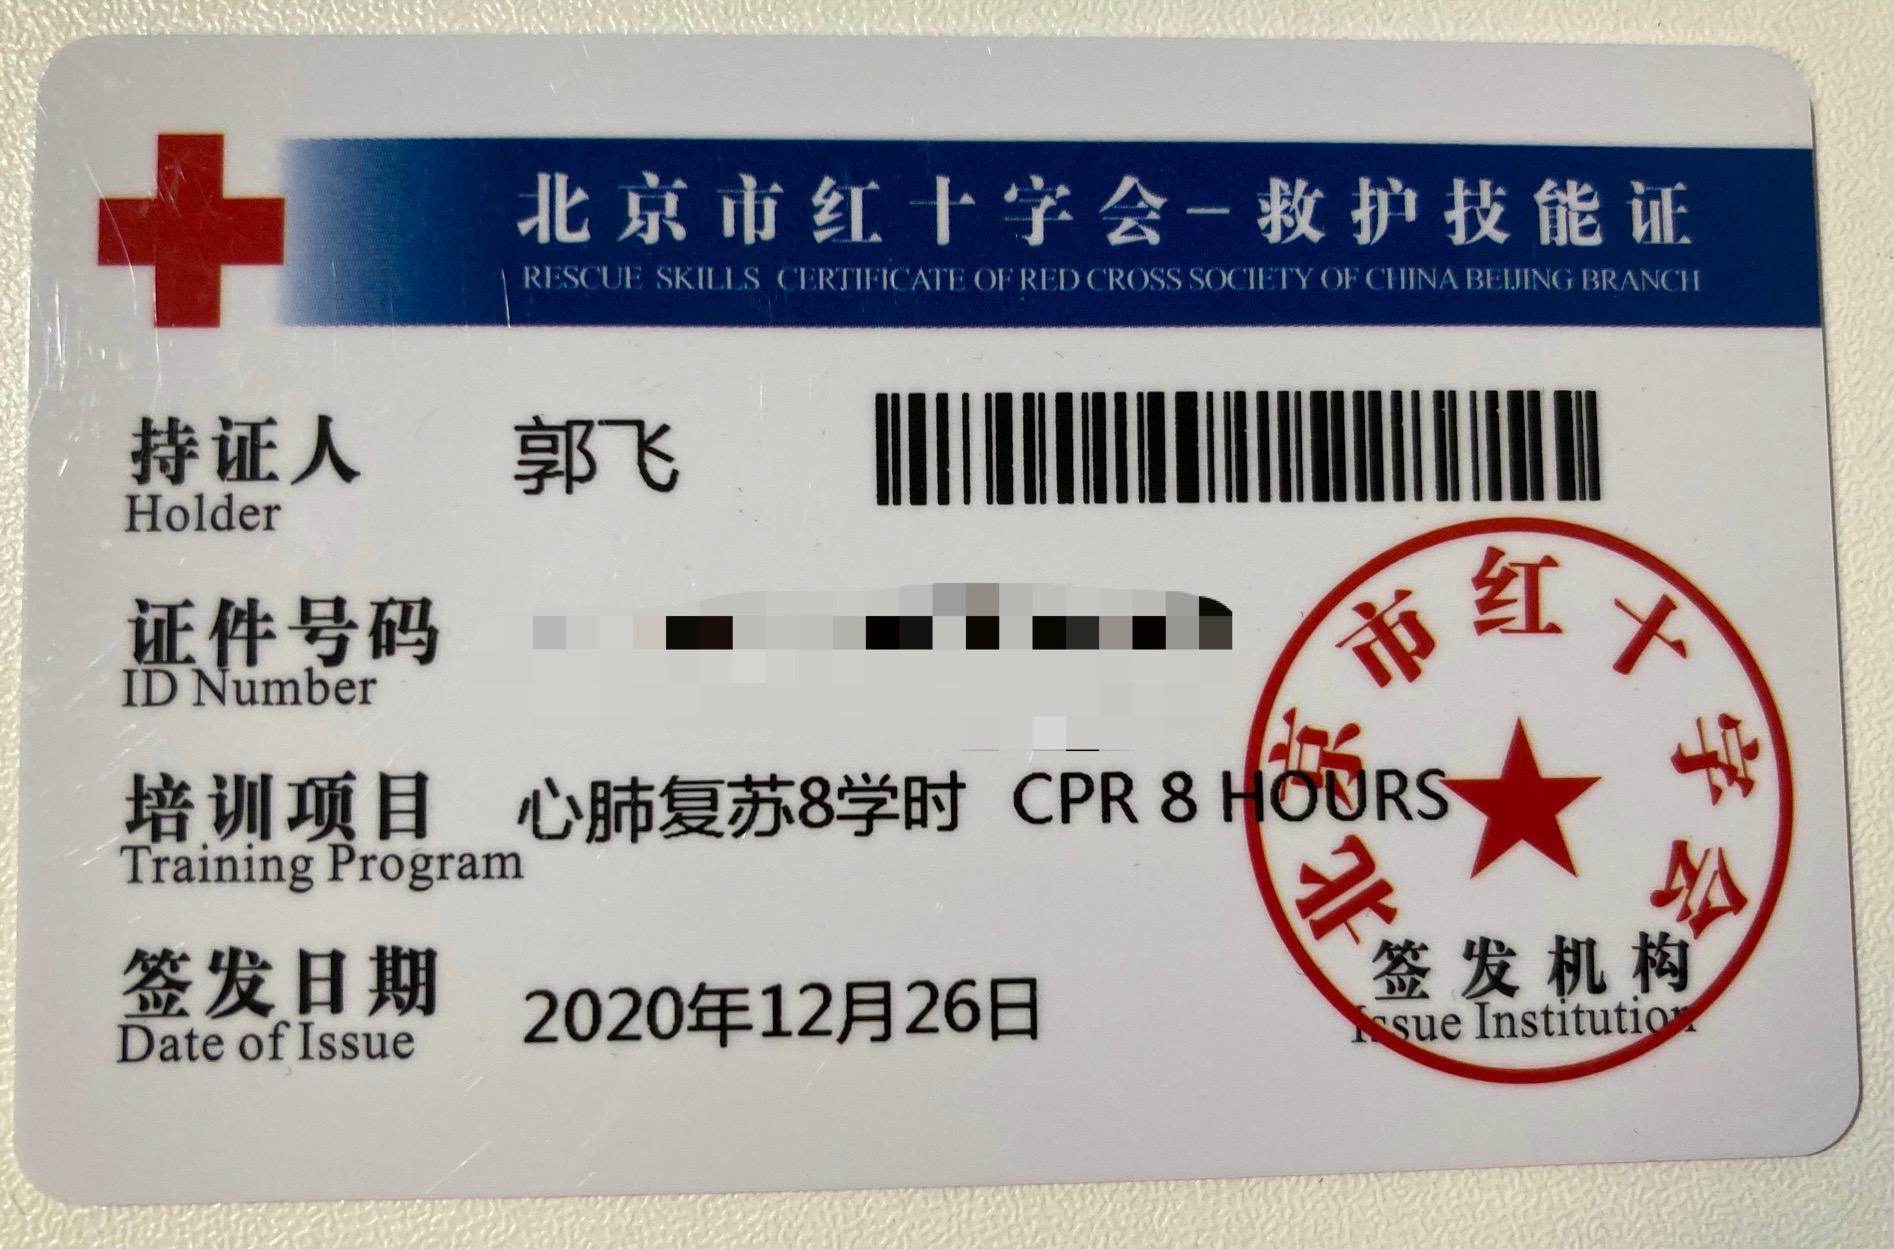 北京市红十字会-救护技能证
RESCUE SKILLS CERTIFICATE OF RED CROSS SOCIETY OF CHINA BEIJING BRANCH
持证人 郭飞
Holder
证件号码
ID Number
培训项目 心肺复苏8学时 CPR 8 HOURS
Training Program
签发日期 2020年12月26日
Date of Issue
北京市红十字会
签发机构
Issue Institution